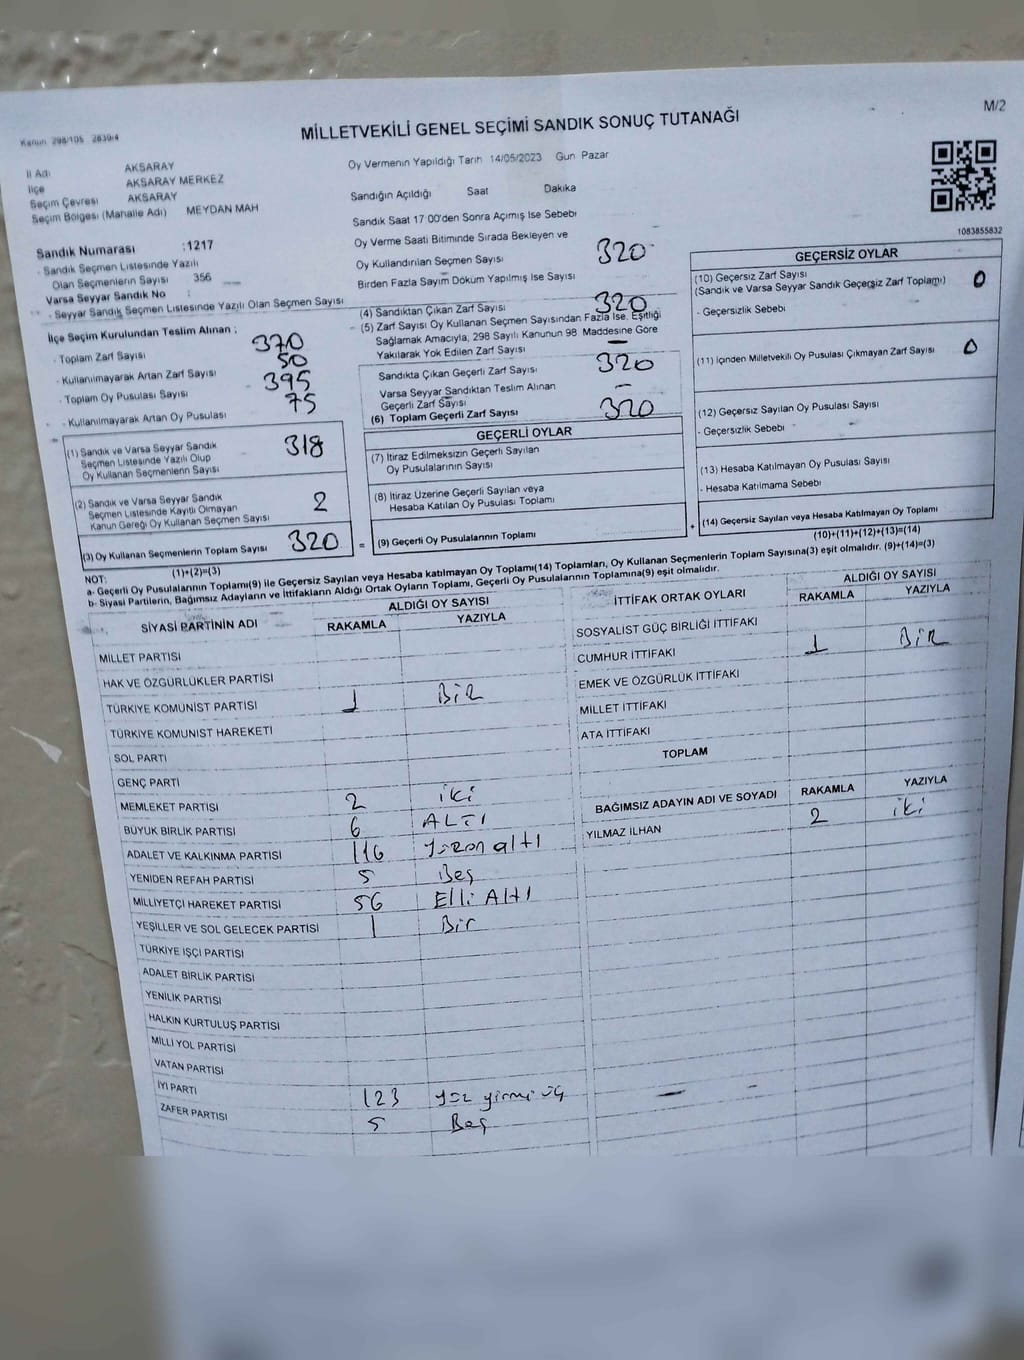 Kanun 298/105 2839/4
MİLLETVEKİLİ GENEL SEÇİMİ SANDIK SONUÇ TUTANAĞI
M/2
İl Adı AKSARAY
İlçe AKSARAY MERKEZ
Seçim Çevresi AKSARAY
Seçim Bölgesi (Mahalle Adı) MEYDAN MAH
Oy Vermenin Yapıldığı Tarih 14/05/2023 Gün Pazar
Sandığın Açıldığı Saat Dakika
Sandık Saat 17 00'den Sonra Açımış İse Sebebi
Oy Verme Saati Bitiminde Sırada Bekleyen ve
Oy Kullandırılan Seçmen Sayısı 320
Birden Fazla Sayım Döküm Yapılmış İse Sayısı
1083855832
Sandık Numarası :1217
- Sandık Seçmen Listesinde Yazılı
Olan Seçmenlerin Sayısı 356
Varsa Seyyar Sandık No :
- Seyyar Sandık Seçmen Listesinde Yazılı Olan Seçmen Sayısı
İlçe Seçim Kurulundan Teslim Alınan ;
- Toplam Zarf Sayısı 370
- Kullanılmayarak Artan Zarf Sayısı 50
- Toplam Oy Pusulası Sayısı 395
- Kullanılmayarak Artan Oy Pusulası 75
(4) Sandıktan Çıkan Zarf Sayısı 320
(5) Zarf Sayısı Oy Kullanan Seçmen Sayısından Fazla İse, Eşitliği
Sağlamak Amacıyla, 298 Sayılı Kanunun 98. Maddesine Göre
Yakılarak Yok Edilen Zarf Sayısı –
Sandıkta Çıkan Geçerli Zarf Sayısı 320
Varsa Seyyar Sandıktan Teslim Alınan
Geçerli Zarf Sayısı –
(6) Toplam Geçerli Zarf Sayısı 320
GEÇERSİZ OYLAR
(10) Geçersiz Zarf Sayısı
(Sandık ve Varsa Seyyar Sandık Geçersiz Zarf Toplamı) 0
- Geçersizlik Sebebi
(11) İçinden Milletvekili Oy Pusulası Çıkmayan Zarf Sayısı 0
(12) Geçersiz Sayılan Oy Pusulası Sayısı
- Geçersizlik Sebebi
(13) Hesaba Katılmayan Oy Pusulası Sayısı
- Hesaba Katılmama Sebebi
(14) Geçersiz Sayılan veya Hesaba Katılmayan Oy Toplamı
(10)+(11)+(12)+(13)=(14)
(1) Sandık ve Varsa Seyyar Sandık
Seçmen Listesinde Yazılı Olup
Oy Kullanan Seçmenlerin Sayısı 318
(2) Sandık ve Varsa Seyyar Sandık
Seçmen Listesinde Kayıtlı Olmayan
Kanun Gereği Oy Kullanan Seçmen Sayısı 2
(3) Oy Kullanan Seçmenlerin Toplam Sayısı 320
(1)+(2)=(3)
GEÇERLİ OYLAR
(7) İtiraz Edilmeksizin Geçerli Sayılan
Oy Pusulalarının Sayısı
(8) İtiraz Üzerine Geçerli Sayılan veya
Hesaba Katılan Oy Pusulası Toplamı
= (9) Geçerli Oy Pusulalarının Toplamı +
NOT:
a- Geçerli Oy Pusulalarının Toplamı(9) ile Geçersiz Sayılan veya Hesaba katılmayan Oy Toplamı(14) Toplamları, Oy Kullanan Seçmenlerin Toplam Sayısına(3) eşit olmalıdır. (9)+(14)=(3)
b- Siyasi Partilerin, Bağımsız Adayların ve İttifakların Aldığı Ortak Oyların Toplamı, Geçerli Oy Pusulalarının Toplamına(9) eşit olmalıdır.
SİYASİ PARTİNİN ADI ALDIĞI OY SAYISI
RAKAMLA YAZIYLA
MİLLET PARTİSİ
HAK VE ÖZGÜRLÜKLER PARTİSİ
TÜRKİYE KOMÜNİST PARTİSİ 1 BİR
TÜRKİYE KOMÜNİST HAREKETİ
SOL PARTİ
GENÇ PARTİ
MEMLEKET PARTİSİ 2 iki
BÜYÜK BİRLİK PARTİSİ 6 ALTI
ADALET VE KALKINMA PARTİSİ 116 yüzon altı
YENİDEN REFAH PARTİSİ 5 Beş
MİLLİYETÇİ HAREKET PARTİSİ 56 Elli Altı
YEŞİLLER VE SOL GELECEK PARTİSİ 1 Bir
TÜRKİYE İŞÇİ PARTİSİ
ADALET BİRLİK PARTİSİ
YENİLİK PARTİSİ
HALKIN KURTULUŞ PARTİSİ
MİLLİ YOL PARTİSİ
VATAN PARTİSİ
İYİ PARTİ 123 yüz yirmi üç
ZAFER PARTİSİ 5 Beş
İTTİFAK ORTAK OYLARI ALDIĞI OY SAYISI
RAKAMLA YAZIYLA
SOSYALİST GÜÇ BİRLİĞİ İTTİFAKI
CUMHUR İTTİFAKI 1 BİR
EMEK VE ÖZGÜRLÜK İTTİFAKI
MİLLET İTTİFAKI
ATA İTTİFAKI
TOPLAM
BAĞIMSIZ ADAYIN ADI VE SOYADI RAKAMLA YAZIYLA
YILMAZ İLHAN 2 iki
– –